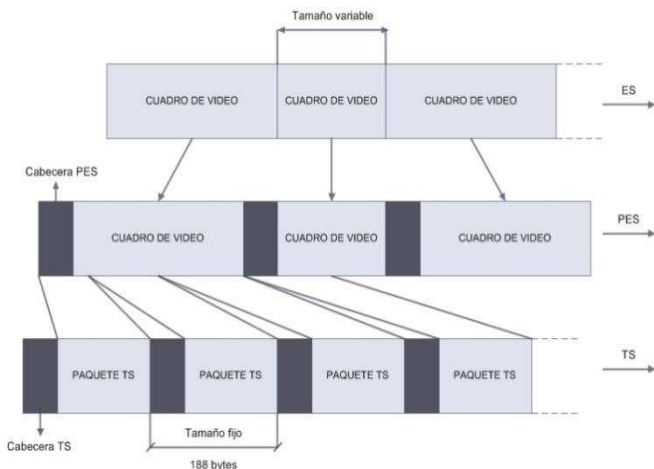 Tamaño variable
CUADRO DE VIDEO
CUADRO DE VIDEO
CUADRO DE VIDEO
ES
Cabecera PES
CUADRO DE VIDEO
CUADRO DE VIDEO
CUADRO DE VIDEO
PES
PAQUETE TS
PAQUETE TS
PAQUETE TS
PAQUETE TS
TS
Cabecera TS
Tamaño fijo
188 bytes